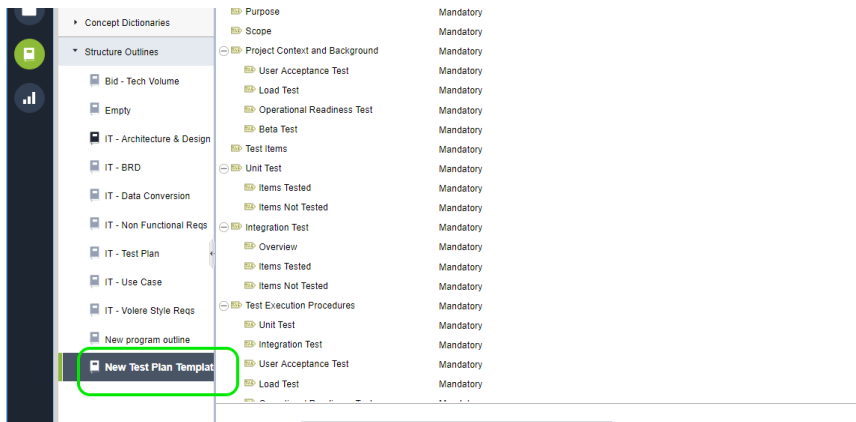 Concept Dictionaries
Structure Outlines
Bid - Tech Volume
Empty
IT - Architecture & Design
IT - BRD
IT - Data Conversion
IT - Non Functional Reqs
IT - Test Plan
IT - Use Case
IT - Volere Style Reqs
New program outline
New Test Plan Templat
Purpose Mandatory
Scope Mandatory
Project Context and Background Mandatory
User Acceptance Test Mandatory
Load Test Mandatory
Operational Readiness Test Mandatory
Beta Test Mandatory
Test Items Mandatory
Unit Test Mandatory
Items Tested Mandatory
Items Not Tested Mandatory
Integration Test Mandatory
Overview Mandatory
Items Tested Mandatory
Items Not Tested Mandatory
Test Execution Procedures Mandatory
Unit Test Mandatory
Integration Test Mandatory
User Acceptance Test Mandatory
Load Test Mandatory